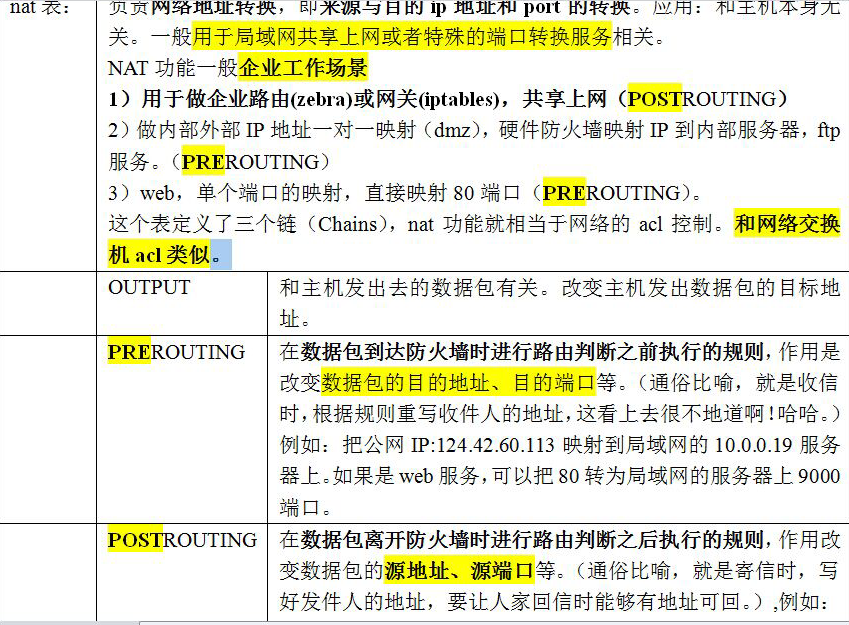 nat 表：
负责网络地址转换，即来源与目的 ip 地址和 port 的转换。应用：和主机本身无
关。一般用于局域网共享上网或者特殊的端口转换服务相关。
NAT 功能一般企业工作场景
1）用于做企业路由(zebra)或网关(iptables)，共享上网（POSTROUTING）
2）做内部外部 IP 地址一对一映射（dmz），硬件防火墙映射 IP 到内部服务器，ftp
服务。（PREROUTING）
3）web，单个端口的映射，直接映射 80 端口（PREROUTING）。
这个表定义了三个链（Chains），nat 功能就相当于网络的 acl 控制。和网络交换
机 acl 类似。
OUTPUT
和主机发出去的数据包有关。改变主机发出数据包的目标地
址。
PREROUTING
在数据包到达防火墙时进行路由判断之前执行的规则，作用是
改变数据包的目的地址、目的端口等。（通俗比喻，就是收信
时，根据规则重写收件人的地址，这看上去很不地道啊！哈哈。）
例如：把公网 IP:124.42.60.113 映射到局域网的 10.0.0.19 服务
器上。如果是 web 服务，可以把 80 转为局域网的服务器上 9000
端口。
POSTROUTING
在数据包离开防火墙时进行路由判断之后执行的规则，作用改
变数据包的源地址、源端口等。（通俗比喻，就是寄信时，写
好发件人的地址，要让人家回信时能够有地址可回。）,例如：